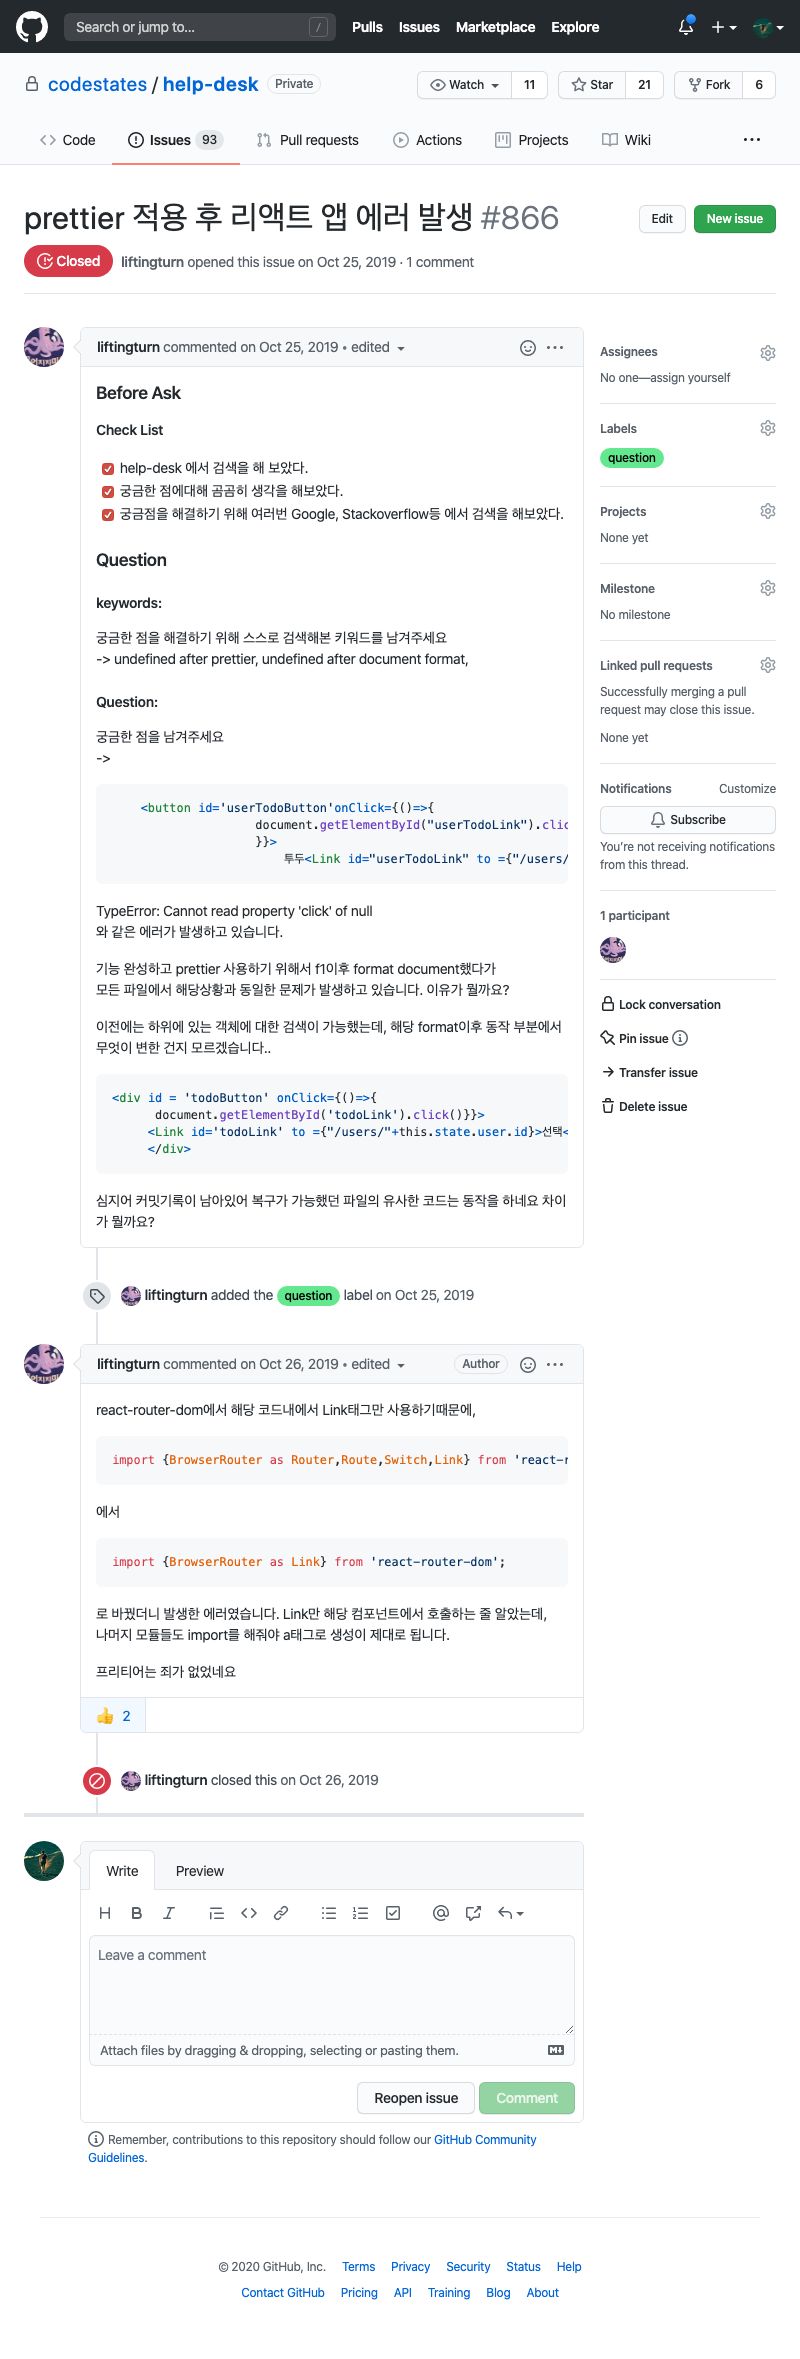 Search or jump to... /
Pulls Issues Marketplace Explore
codestates / help-desk Private
Watch 11 Star 21 Fork 6
Code Issues 93 Pull requests Actions Projects Wiki ...
prettier 적용 후 리액트 앱 에러 발생 #866
Edit New issue
Closed liftingturn opened this issue on Oct 25, 2019 · 1 comment
liftingturn commented on Oct 25, 2019 • edited
Before Ask
Check List
help-desk 에서 검색을 해 보았다.
궁금한 점에대해 곰곰히 생각을 해보았다.
궁금점을 해결하기 위해 여러번 Google, Stackoverflow등 에서 검색을 해보았다.
Question
keywords:
궁금한 점을 해결하기 위해 스스로 검색해본 키워드를 남겨주세요
-> undefined after prettier, undefined after document format,
Question:
궁금한 점을 남겨주세요
->
<button id='userTodoButton'onClick={()=>{
document.getElementById("userTodoLink").clic
}}>
투두<Link id="userTodoLink" to ={"/users/
TypeError: Cannot read property 'click' of null
와 같은 에러가 발생하고 있습니다.
기능 완성하고 prettier 사용하기 위해서 f1이후 format document했다가
모든 파일에서 해당상황과 동일한 문제가 발생하고 있습니다. 이유가 뭘까요?
이전에는 하위에 있는 객체에 대한 검색이 가능했는데, 해당 format이후 동작 부분에서
무엇이 변한 건지 모르겠습니다..
<div id = 'todoButton' onClick={()=>{
document.getElementById('todoLink').click()}}>
<Link id='todoLink' to ={"/users/"+this.state.user.id}>선택<
</div>
심지어 커밋기록이 남아있어 복구가 가능했던 파일의 유사한 코드는 동작을 하네요 차이
가 뭘까요?
liftingturn added the question label on Oct 25, 2019
liftingturn commented on Oct 26, 2019 • edited Author
react-router-dom에서 해당 코드내에서 Link태그만 사용하기때문에,
import {BrowserRouter as Router,Route,Switch,Link} from 'react-r
에서
import {BrowserRouter as Link} from 'react-router-dom';
로 바꿨더니 발생한 에러였습니다. Link만 해당 컴포넌트에서 호출하는 줄 알았는데,
나머지 모듈들도 import를 해줘야 a태그로 생성이 제대로 됩니다.
프리티어는 죄가 없었네요
👍 2
liftingturn closed this on Oct 26, 2019
Write Preview
Leave a comment
Attach files by dragging & dropping, selecting or pasting them.
Reopen issue Comment
Remember, contributions to this repository should follow our GitHub Community
Guidelines.
Assignees
No one—assign yourself
Labels
question
Projects
None yet
Milestone
No milestone
Linked pull requests
Successfully merging a pull
request may close this issue.
None yet
Notifications Customize
Subscribe
You're not receiving notifications
from this thread.
1 participant
Lock conversation
Pin issue
Transfer issue
Delete issue
© 2020 GitHub, Inc. Terms Privacy Security Status Help
Contact GitHub Pricing API Training Blog About